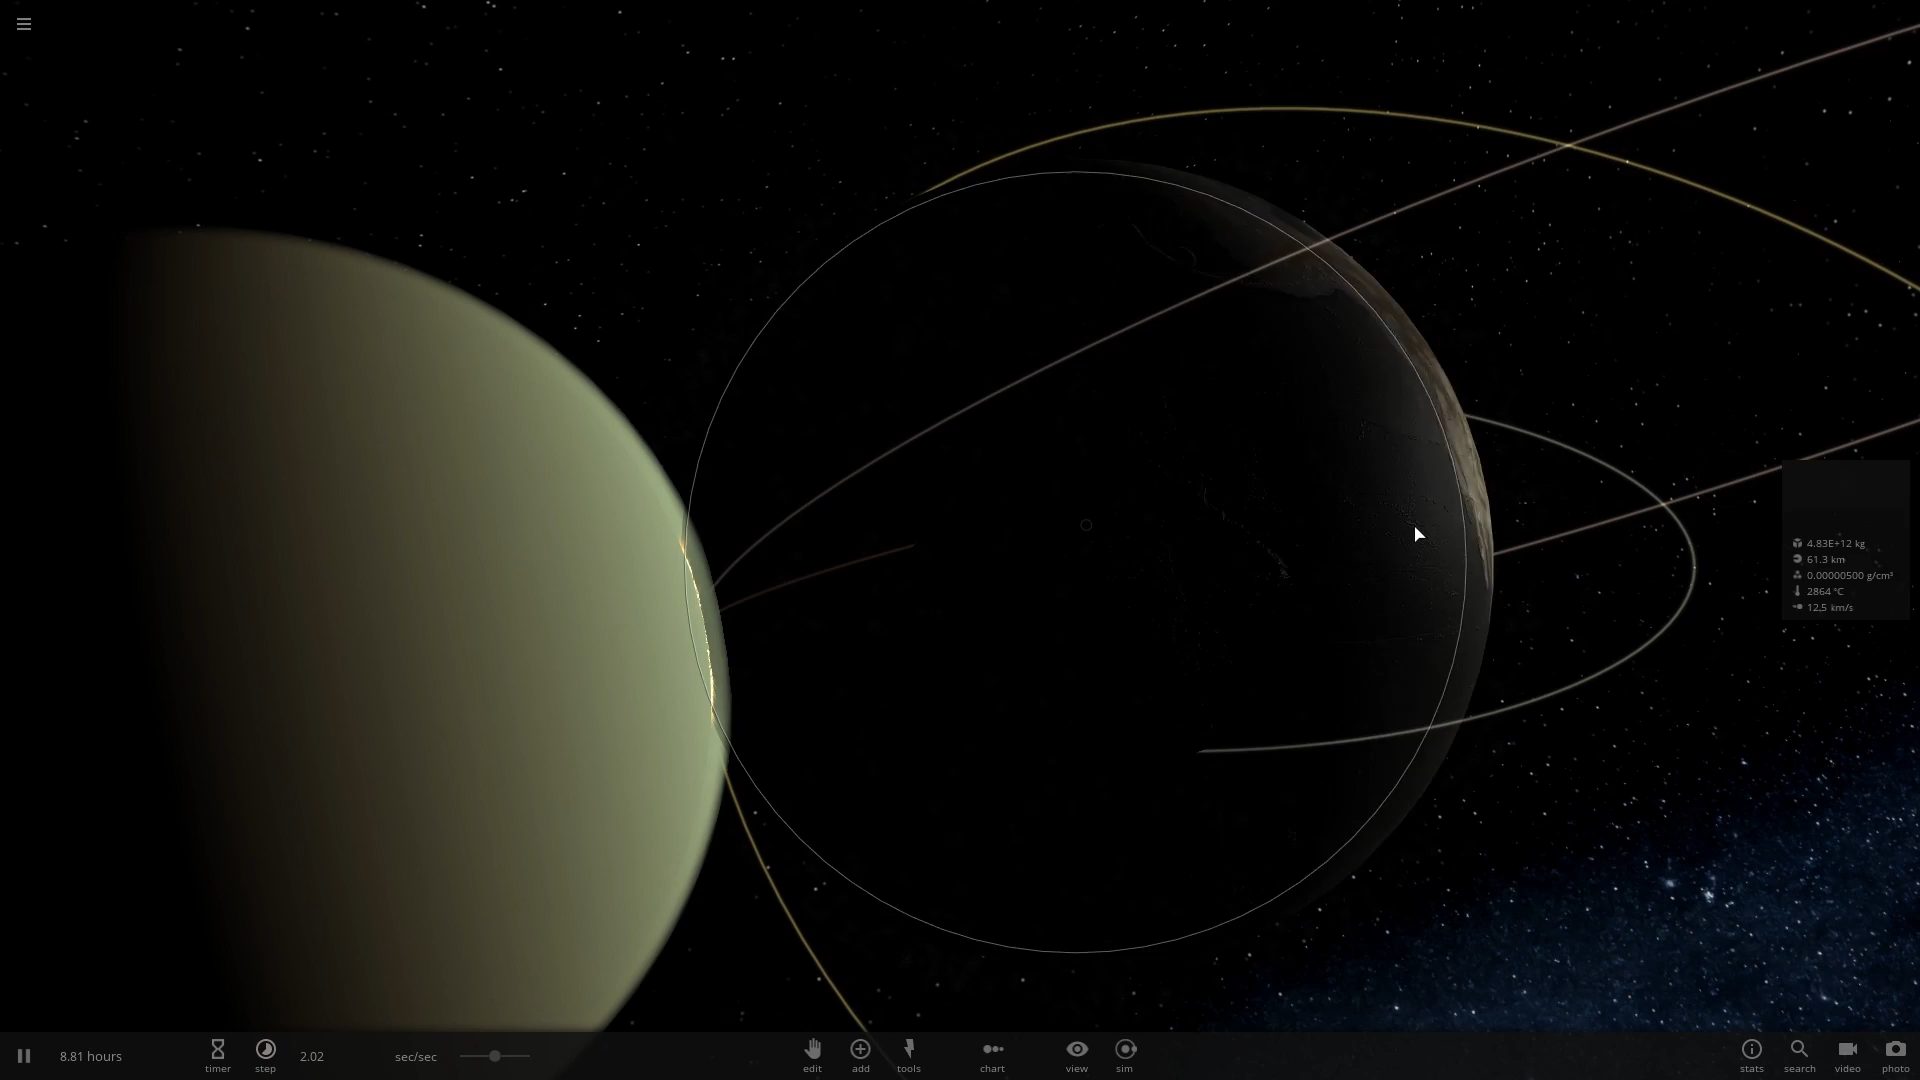 4.83E+12 kg
61.3 km
0.00000500 g/cm³
2864 °C
12,5 km/s
8.81 hours
timer
step
2.02
sec/sec
edit
add
tools
chart
view
sim
stats
search
video
photo